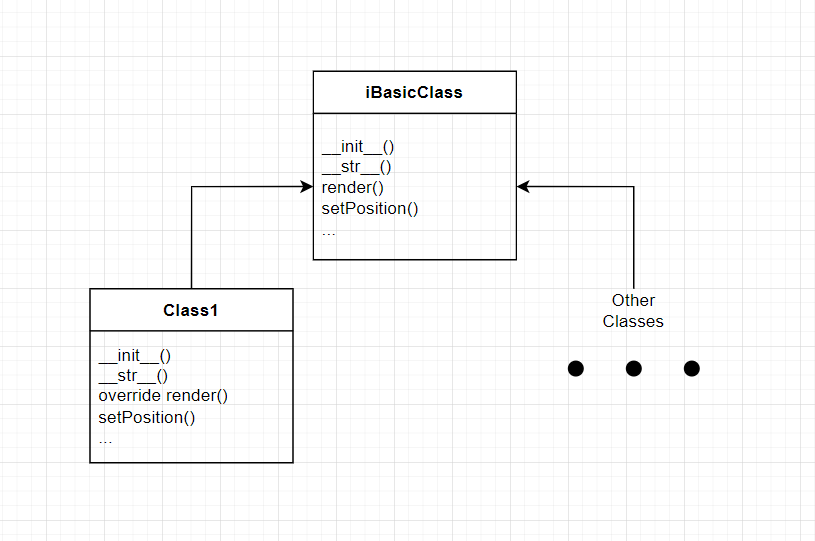 iBasicClass
__init__()
__str__()
render()
setPosition()
...
Class1
__init__()
__str__()
override render()
setPosition()
...
Other
Classes